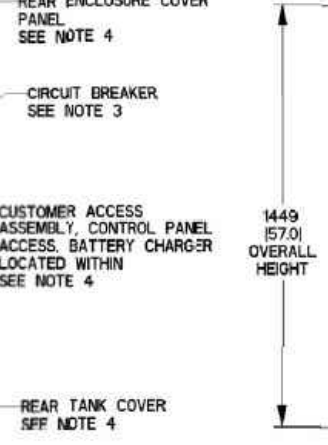 REAR ENCLOSURE COVER
PANEL
SEE NOTE 4
CIRCUIT BREAKER
SEE NOTE 3
CUSTOMER ACCESS
ASSEMBLY, CONTROL PANEL
ACCESS, BATTERY CHARGER
LOCATED WITHIN
SEE NOTE 4
1449
[57.0]
OVERALL
HEIGHT
REAR TANK COVER
SEE NOTE 4